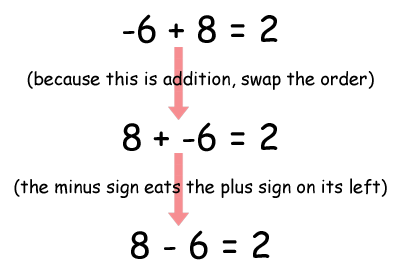 -6 + 8 = 2
(because this is addition, swap the order)
8 + -6 = 2
(the minus sign eats the plus sign on its left)
8 - 6 = 2